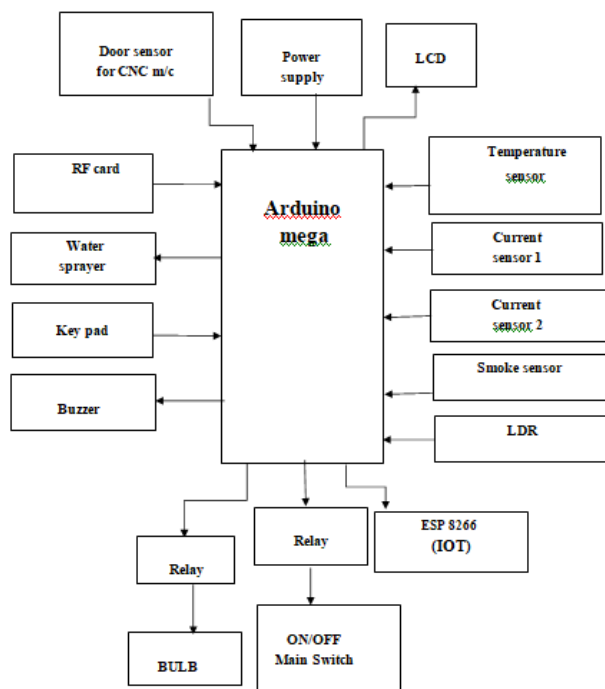 Door sensor
for CNC m/c
Power
supply
LCD
RF card
Arduino
mega
Temperature
sensor
Water
sprayer
Current
sensor 1
Key pad
Current
sensor 2
Buzzer
Smoke sensor
LDR
Relay
Relay
ESP 8266
(IOT)
BULB
ON/OFF
Main Switch